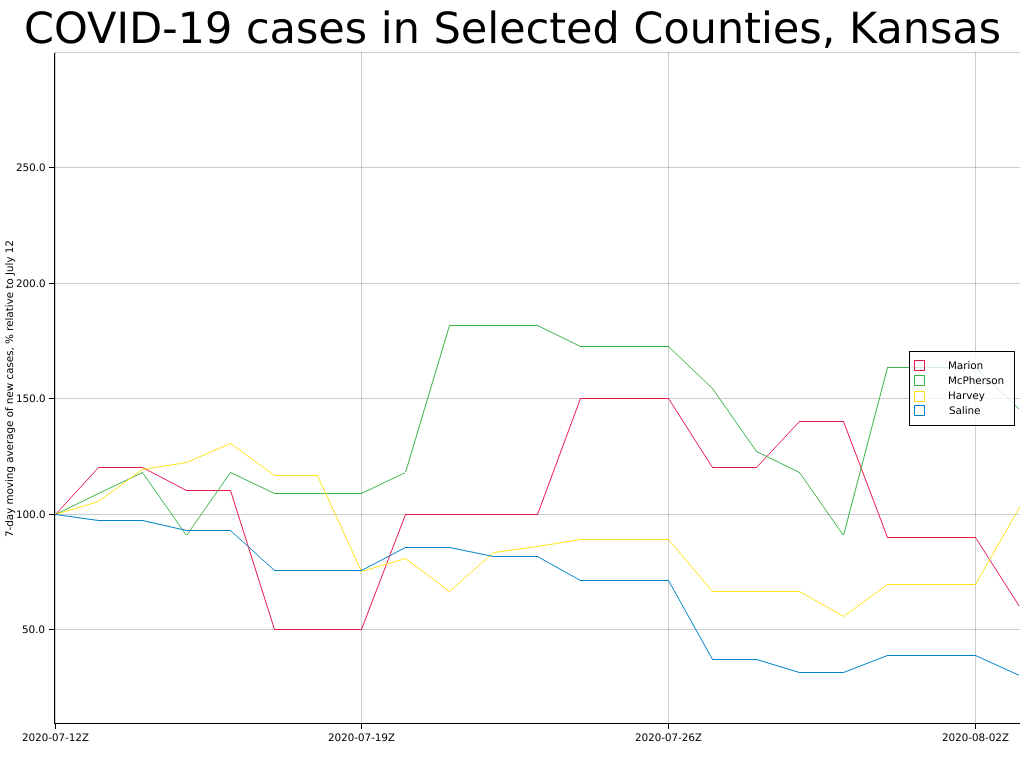 COVID-19 cases in Selected Counties, Kansas
7-day moving average of new cases, % relative to July 12
250.0
200.0
150.0
100.0
50.0
Marion
McPherson
Harvey
Saline
2020-07-12Z
2020-07-19Z
2020-07-26Z
2020-08-02Z